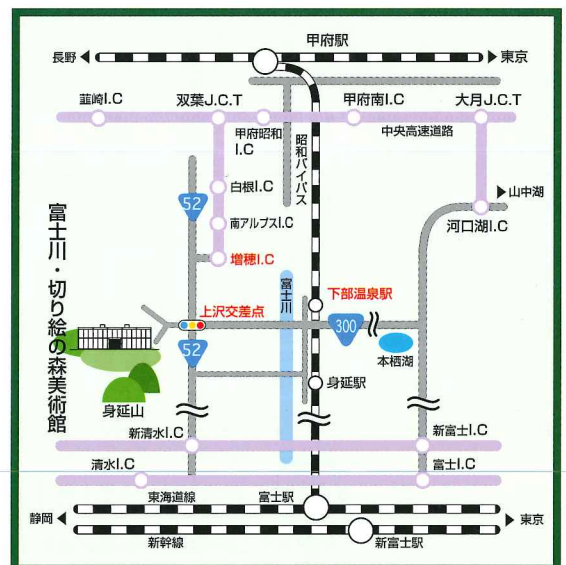 甲府駅
長野
東京
韮崎I.C
双葉J.C.T
甲府南I.C
大月J.C.T
甲府昭和
I.C
中央高速道路
昭和バイパス
白根I.C
山中湖
52
南アルプスI.C
河口湖I.C
増穂I.C
富士川・切り絵の森美術館
富士川
下部温泉駅
上沢交差点
300
52
本栖湖
身延駅
身延山
新清水I.C
新富士I.C
清水I.C
富士I.C
東海道線
富士駅
静岡
東京
新幹線
新富士駅